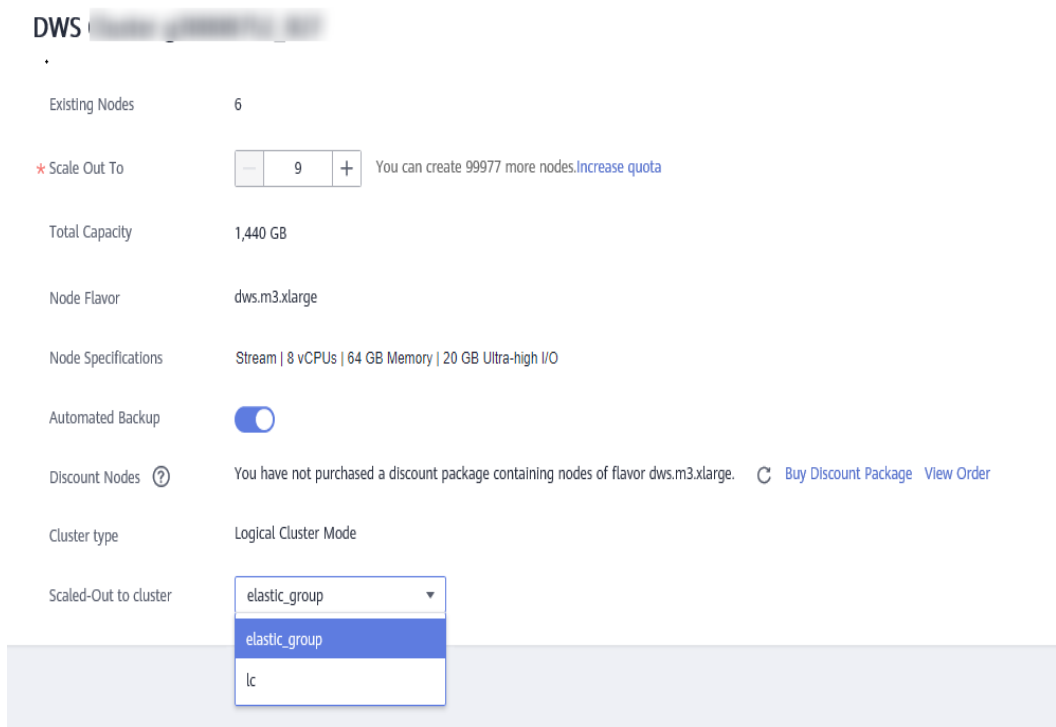 DWS
Existing Nodes 6
* Scale Out To — 9 + You can create 99977 more nodes.Increase quota
Total Capacity 1,440 GB
Node Flavor dws.m3.xlarge
Node Specifications Stream | 8 vCPUs | 64 GB Memory | 20 GB Ultra-high I/O
Automated Backup
Discount Nodes ? You have not purchased a discount package containing nodes of flavor dws.m3.xlarge. Buy Discount Package View Order
Cluster type Logical Cluster Mode
Scaled-Out to cluster elastic_group
elastic_group
lc